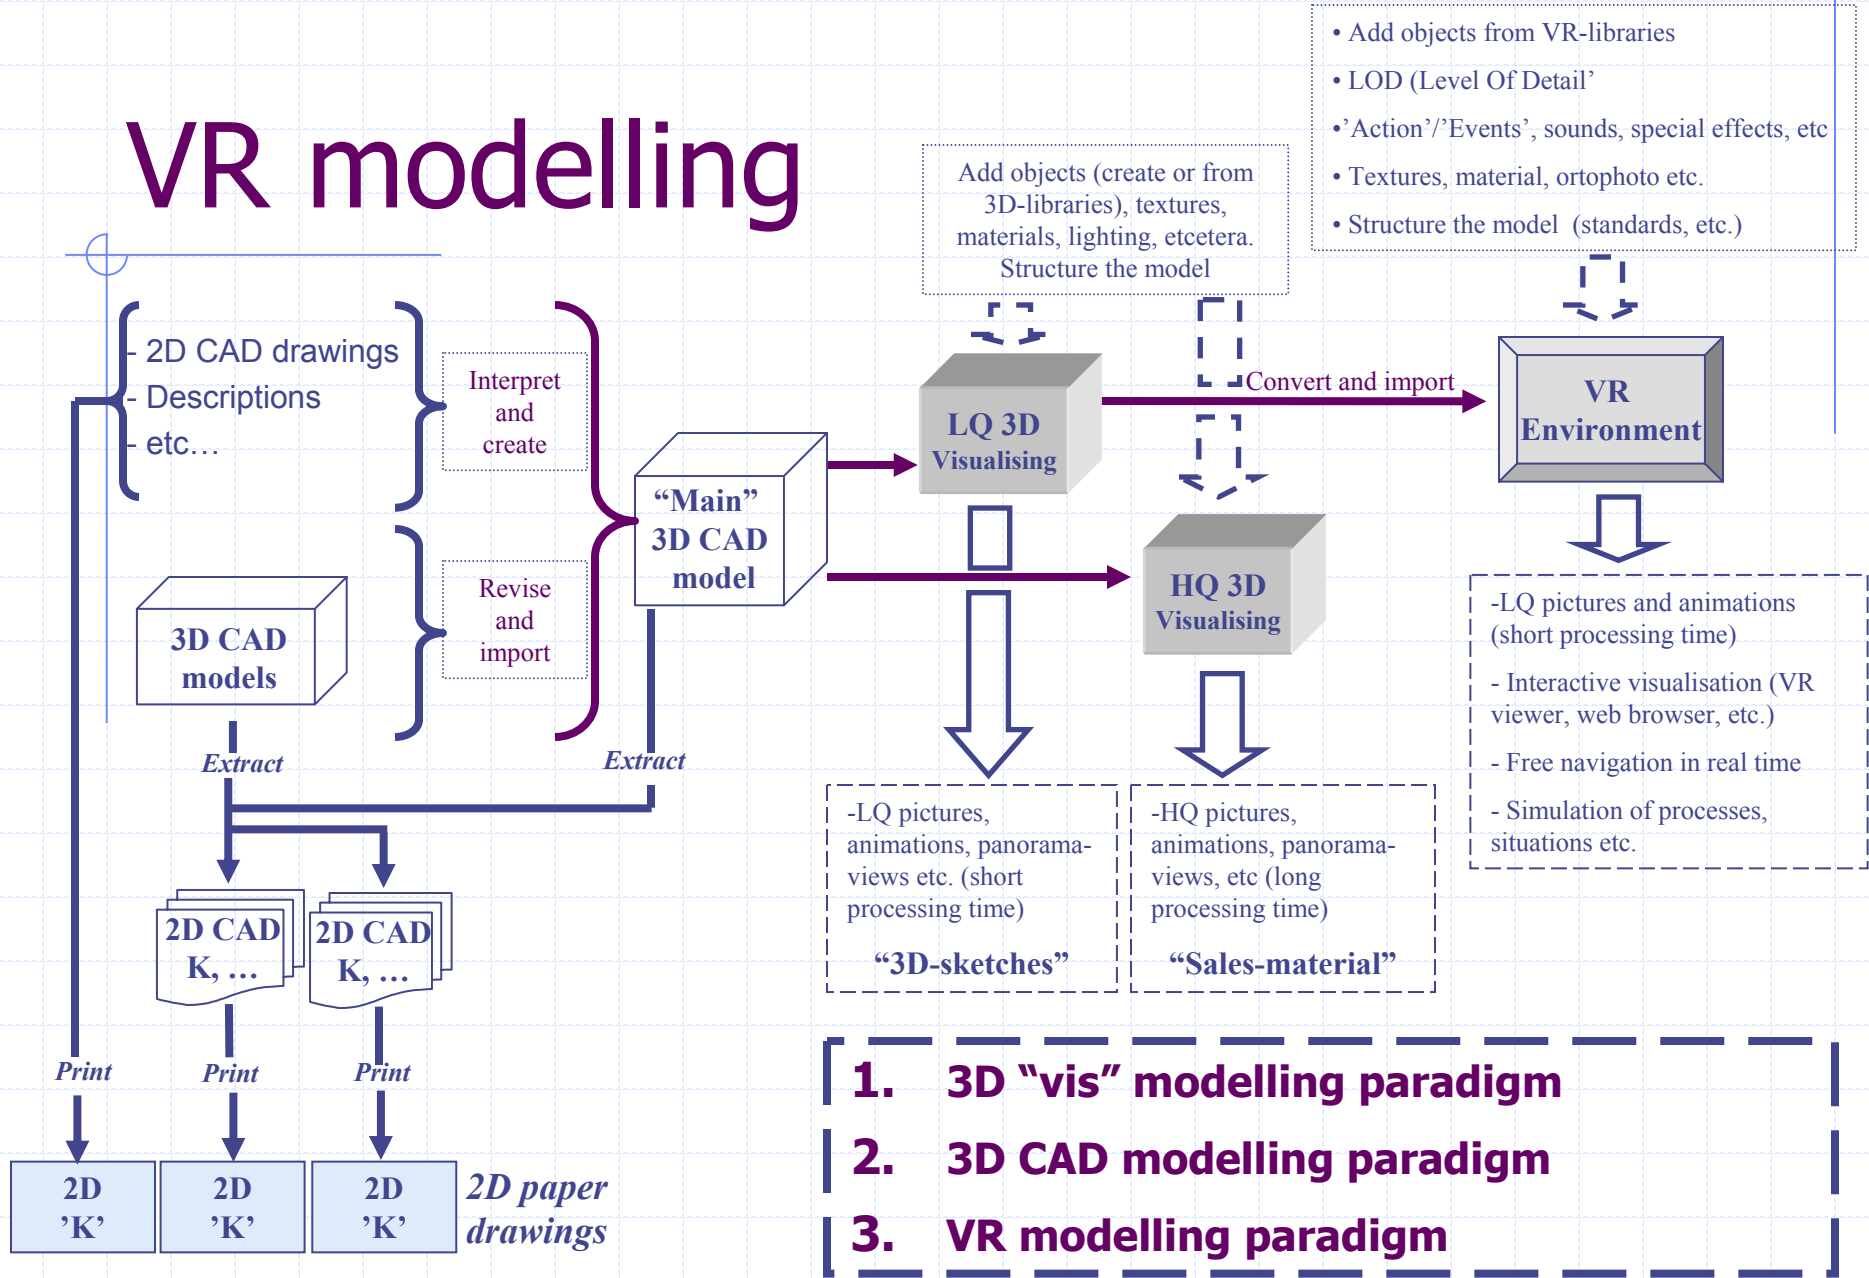 VR modelling
• Add objects from VR-libraries
• LOD (Level Of Detail’
•’Action’/’Events’, sounds, special effects, etc
• Textures, material, ortophoto etc.
• Structure the model (standards, etc.)
Add objects (create or from
3D-libraries), textures,
materials, lighting, etcetera.
Structure the model
- 2D CAD drawings
- Descriptions
- etc…
Interpret
and
create
Revise
and
import
3D CAD
models
“Main”
3D CAD
model
LQ 3D
Visualising
HQ 3D
Visualising
Convert and import
VR
Environment
Extract
Extract
-LQ pictures,
animations, panorama-
views etc. (short
processing time)
“3D-sketches”
-HQ pictures,
animations, panorama-
views, etc (long
processing time)
“Sales-material”
-LQ pictures and animations
(short processing time)
- Interactive visualisation (VR
viewer, web browser, etc.)
- Free navigation in real time
- Simulation of processes,
situations etc.
2D CAD
K, …
2D CAD
K, …
Print
Print
Print
2D
’K’
2D
’K’
2D
’K’
2D paper
drawings
1. 3D “vis” modelling paradigm
2. 3D CAD modelling paradigm
3. VR modelling paradigm